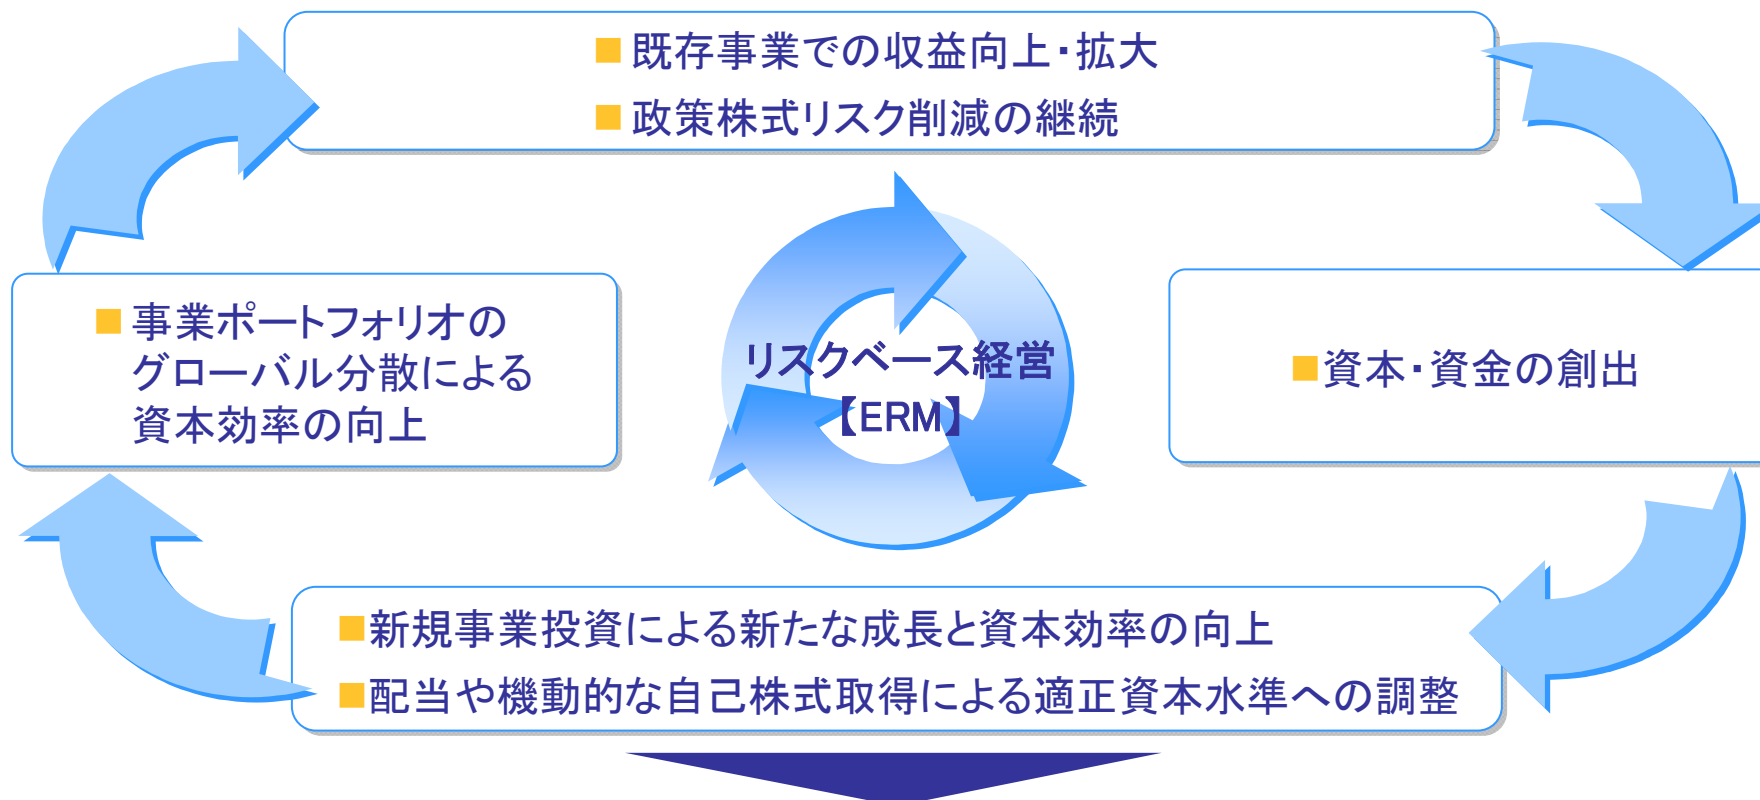 ■ 既存事業での収益向上・拡大
■ 政策株式リスク削減の継続
■ 事業ポートフォリオの
グローバル分散による
資本効率の向上
リスクベース経営
【ERM】
■資本・資金の創出
■新規事業投資による新たな成長と資本効率の向上
■配当や機動的な自己株式取得による適正資本水準への調整